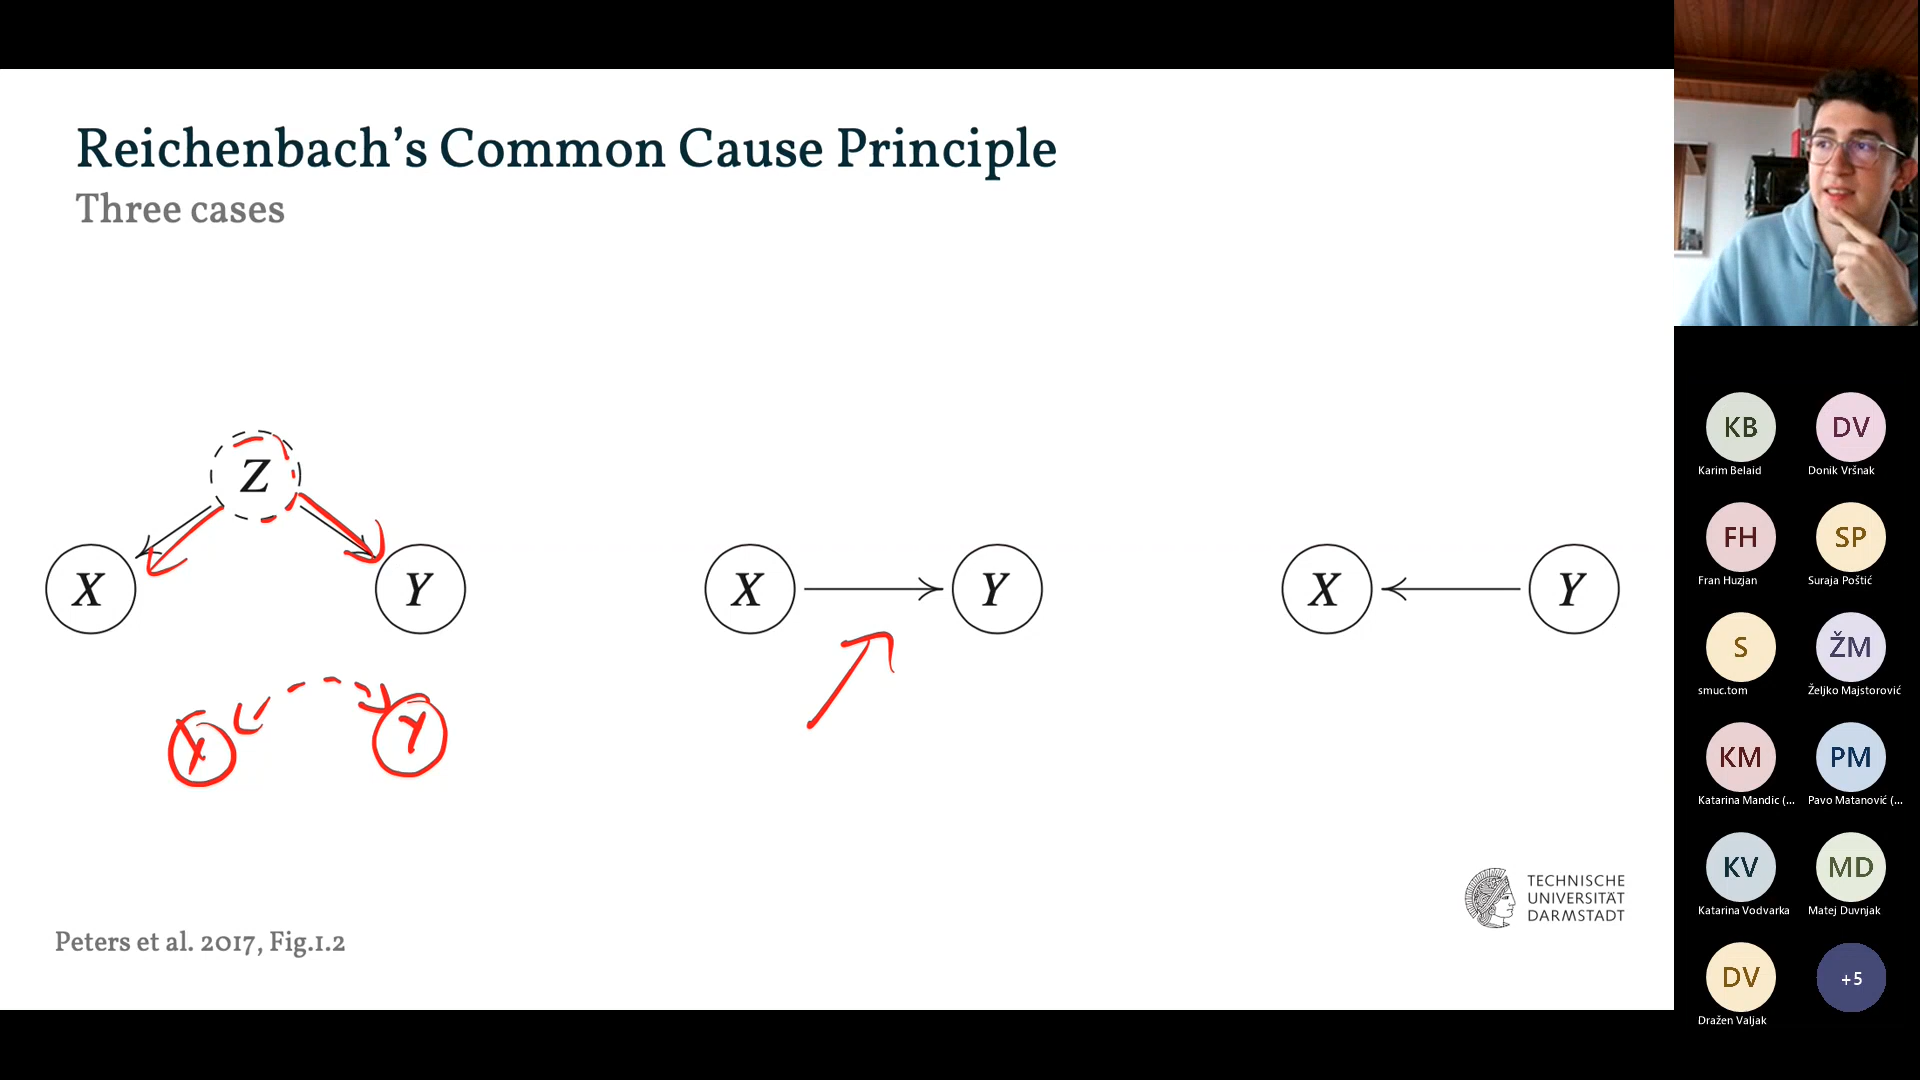 Reichenbach's Common Cause Principle
Three cases
Z
X
Y
X
Y
X
Y
X
Y
TECHNISCHE
UNIVERSITÄT
DARMSTADT
Peters et al. 2017, Fig.1.2
KB
DV
Karim Belaid
Donik Vršnak
FH
SP
Fran Huzjan
Suraja Poštić
S
ŽM
smuc.tom
Željko Majstorović
KM
PM
Katarina Mandic (...
Pavo Matanović (...
KV
MD
Katarina Vodvarka
Matej Duvnjak
DV
+5
Dražen Valjak